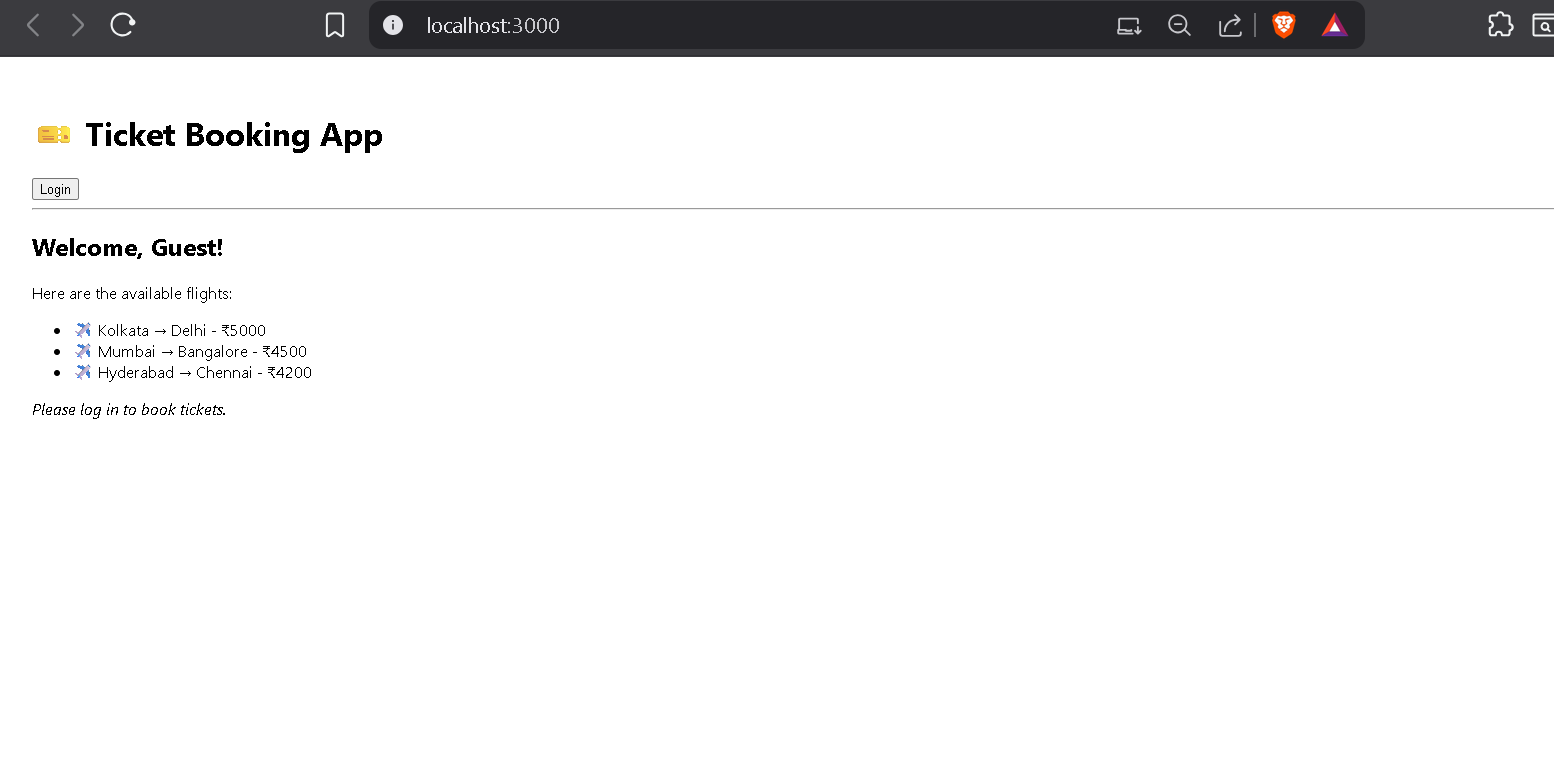 localhost:3000
🎫 Ticket Booking App
Login
Welcome, Guest!
Here are the available flights:
• ✈️ Kolkata → Delhi - ₹5000
• ✈️ Mumbai → Bangalore - ₹4500
• ✈️ Hyderabad → Chennai - ₹4200
Please log in to book tickets.